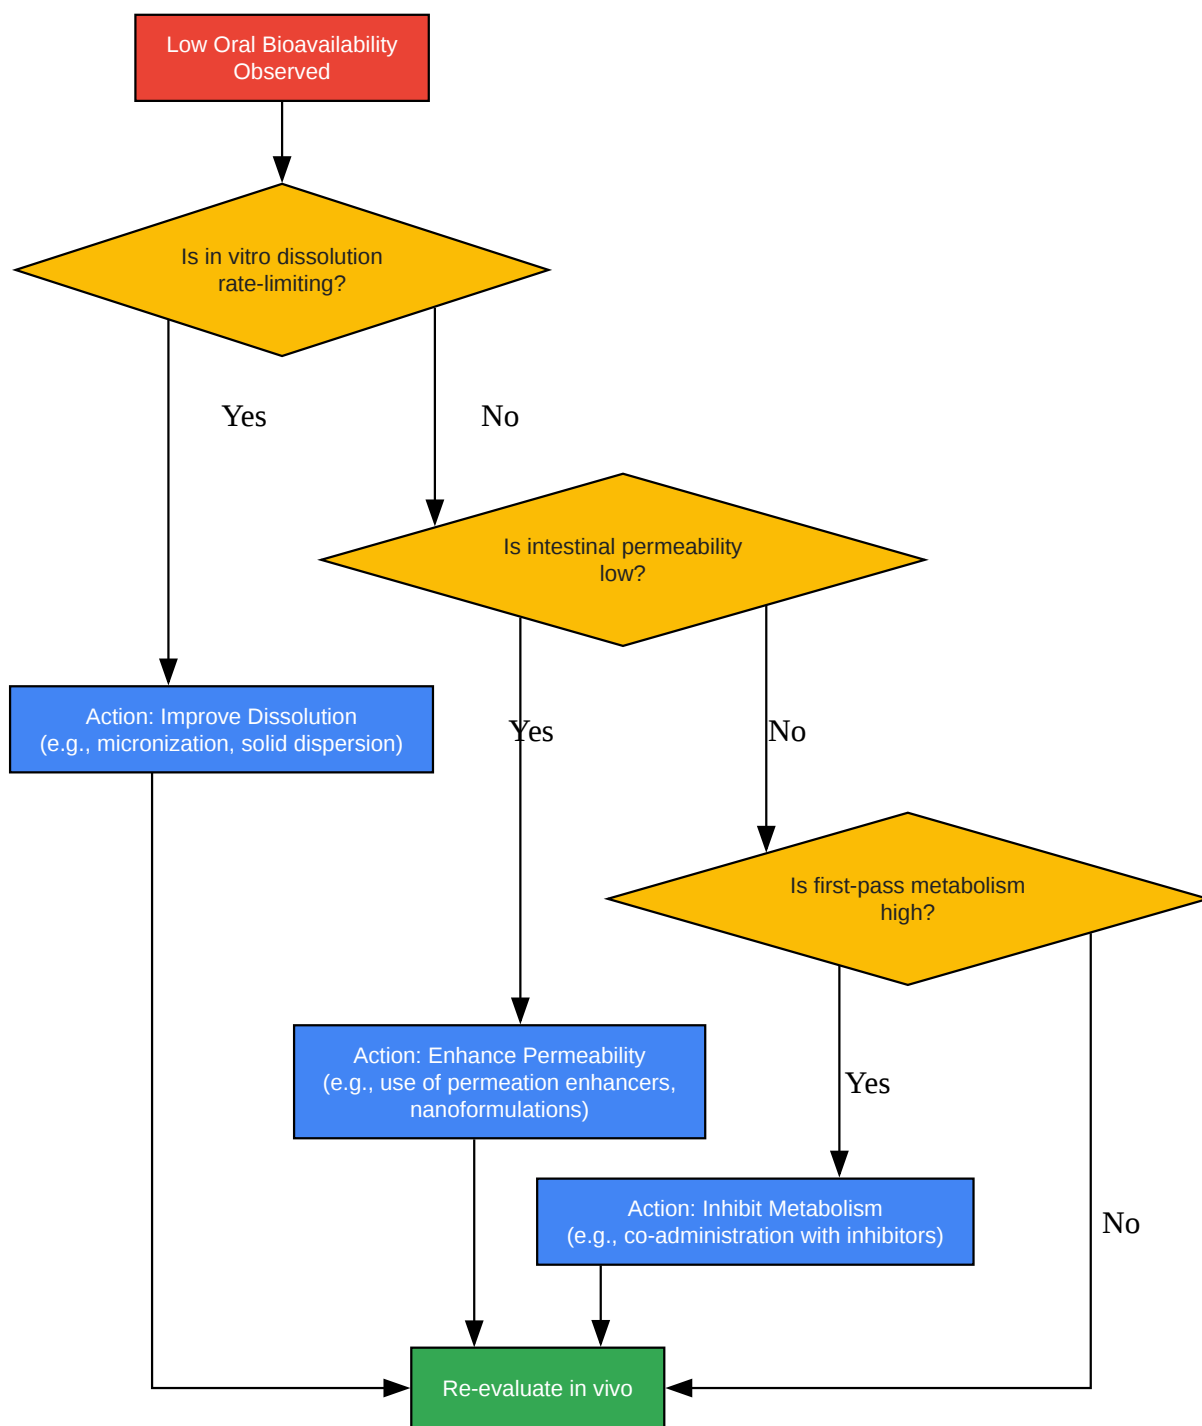 Low Oral Bioavailability
Observed
Is in vitro dissolution
rate-limiting?
Yes
No
Is intestinal permeability
low?
Action: Improve Dissolution
(e.g., micronization, solid dispersion)
Yes
No
Is first-pass metabolism
high?
Action: Enhance Permeability
(e.g., use of permeation enhancers,
nanoformulations)
Yes
Action: Inhibit Metabolism
(e.g., co-administration with inhibitors)
No
Re-evaluate in vivo